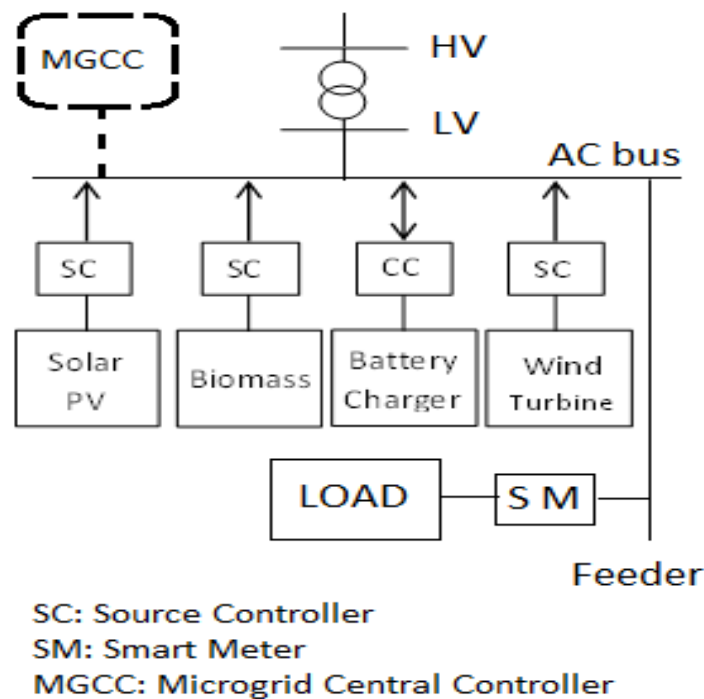 MGCC
HV
LV
AC bus
SC
SC
CC
SC
Solar
PV
Biomass
Battery
Charger
Wind
Turbine
LOAD
S M
Feeder
SC: Source Controller
SM: Smart Meter
MGCC: Microgrid Central Controller